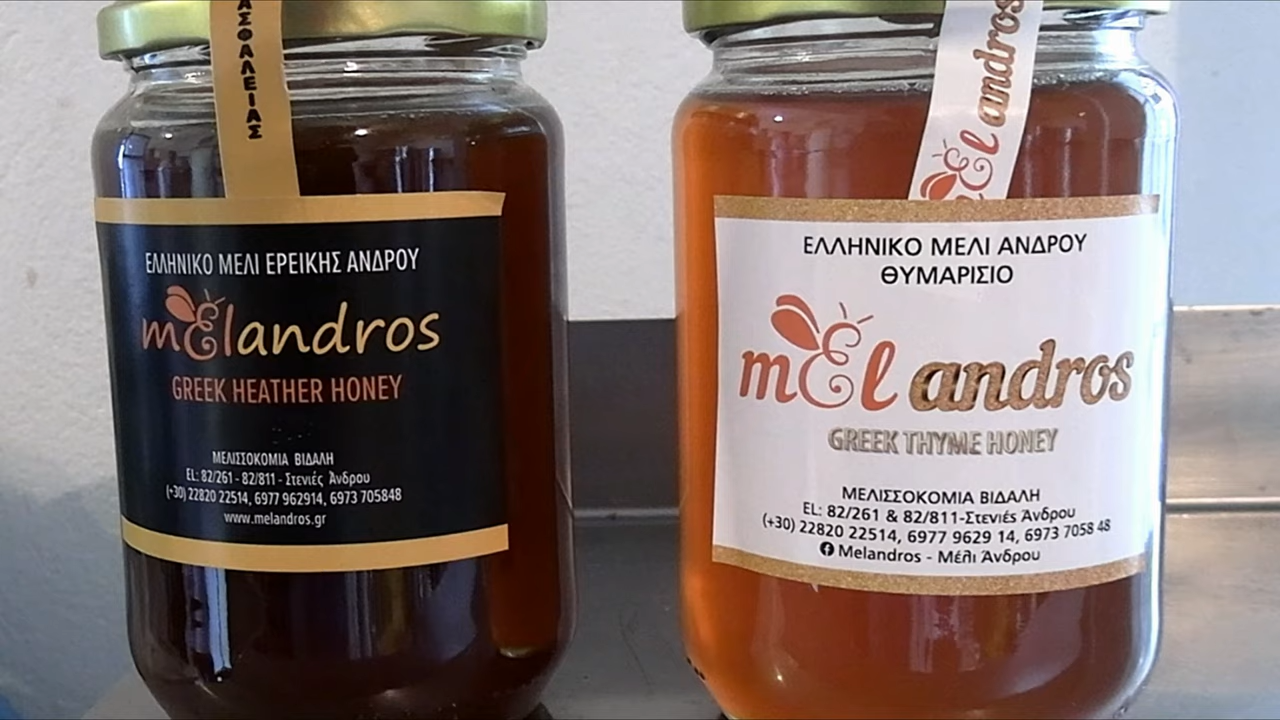 ΑΣΦΑΛΕΙΑΣ
ΕΛΛΗΝΙΚΟ ΜΕΛΙ ΕΡΕΙΚΗΣ ΑΝΔΡΟΥ
mElandros
GREEK HEATHER HONEY
ΜΕΛΙΣΣΟΚΟΜΙΑ ΒΙΔΑΛΗ
EL: 82/261 - 82/811 - Στενιές Άνδρου
(+30) 22820 22514, 6977 962914, 6973 705848
www.melandros.gr
mEl andros
ΕΛΛΗΝΙΚΟ ΜΕΛΙ ΑΝΔΡΟΥ
ΘΥΜΑΡΙΣΙΟ
mEl andros
GREEK THYME HONEY
ΜΕΛΙΣΣΟΚΟΜΙΑ ΒΙΔΑΛΗ
EL: 82/261 & 82/811-Στενιés Άνδρου
(+30) 22820 22514, 6977 9629 14, 6973 7058 48
Melandros - Μέλι Άνδρου